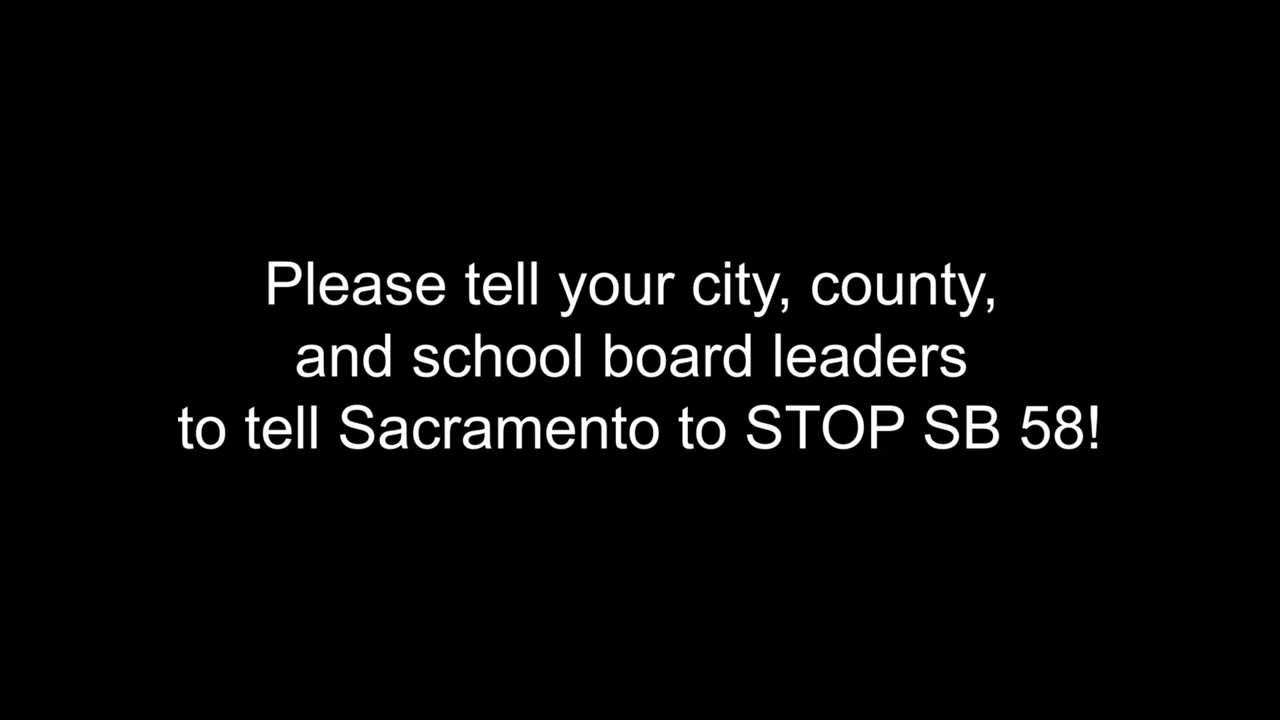 Please tell your city, county,
and school board leaders
to tell Sacramento to STOP SB 58!